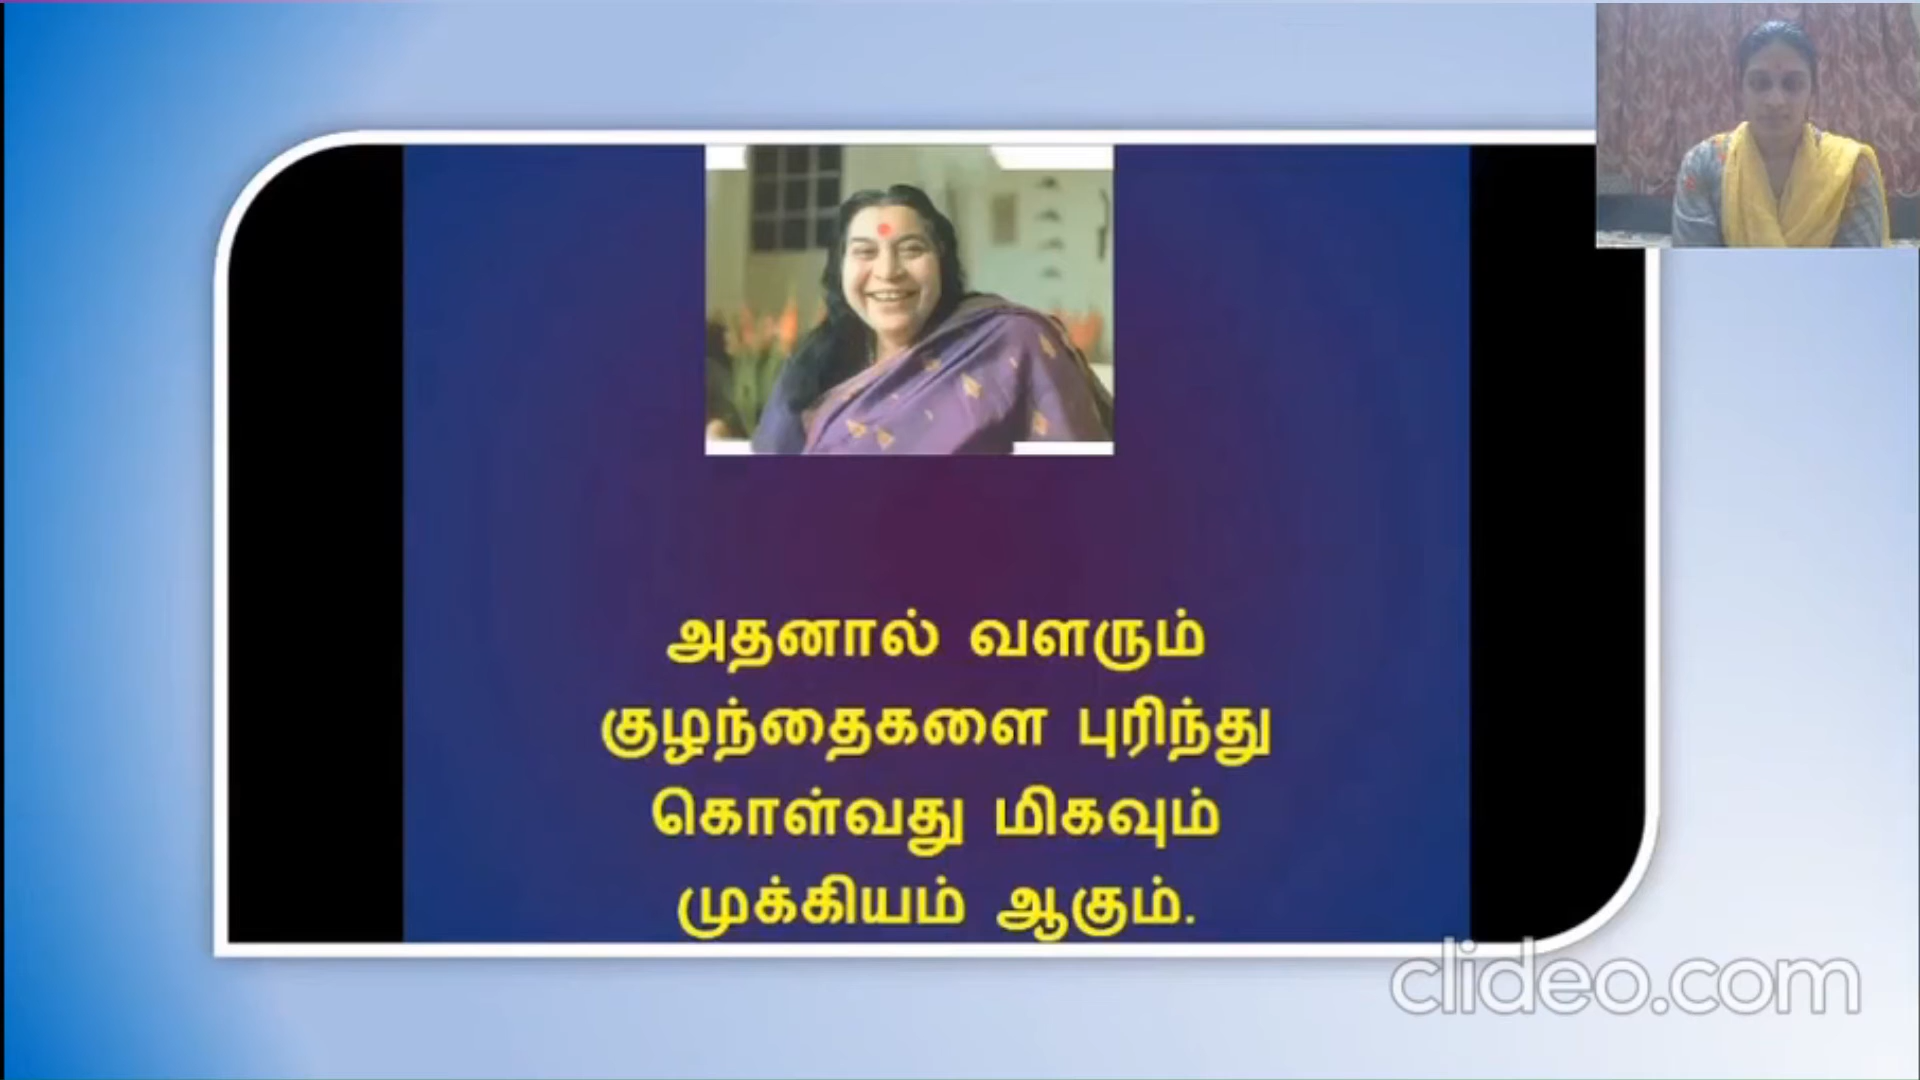 அதனால் வளரும்
குழந்தைகளை புரிந்து
கொள்வது மிகவும்
முக்கியம் ஆகும்.
clideo.com